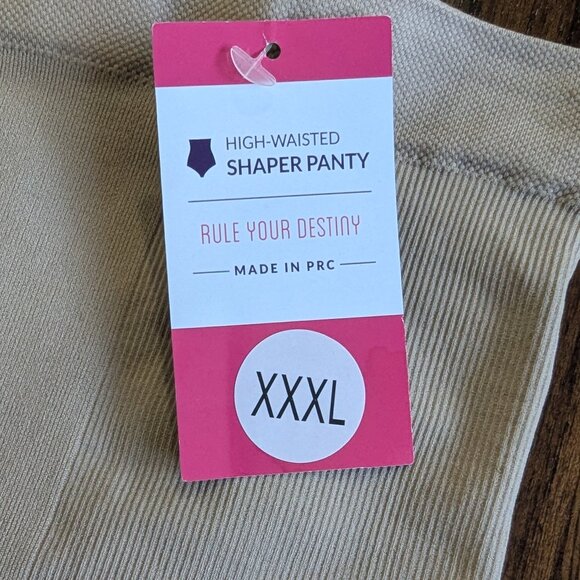 HIGH-WAISTED
SHAPER PANTY
RULE YOUR DESTINY
MADE IN PRC
XXXL